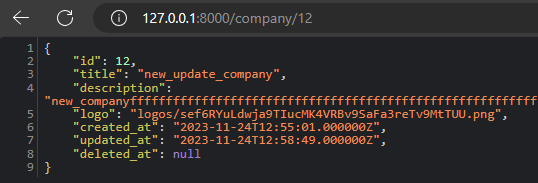 127.0.0.1:8000/company/12
1 {
2 "id": 12,
3 "title": "new_update_company",
4 "description":
"new_companyfffffffffffffffffffffffffffffffffffffffffffffffffffffffff
5 "logo": "logos/sef6RYuLdwja9TIucMK4VRBv9SaFa3reTv9MtTUU.png",
6 "created_at": "2023-11-24T12:55:01.000000Z",
7 "updated_at": "2023-11-24T12:58:49.000000Z",
8 "deleted_at": null
9 }